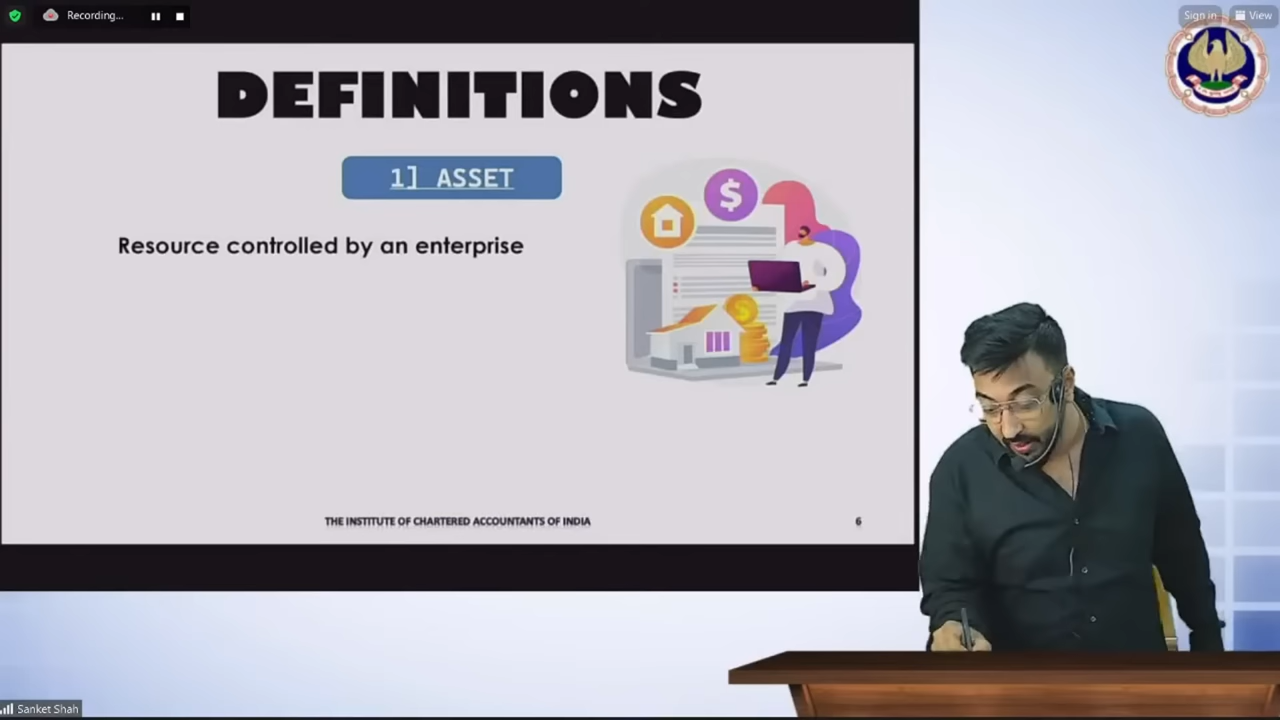 Recording...
Sign in
View
DEFINITIONS
1] ASSET
Resource controlled by an enterprise
THE INSTITUTE OF CHARTERED ACCOUNTANTS OF INDIA
6
Sanket Shah